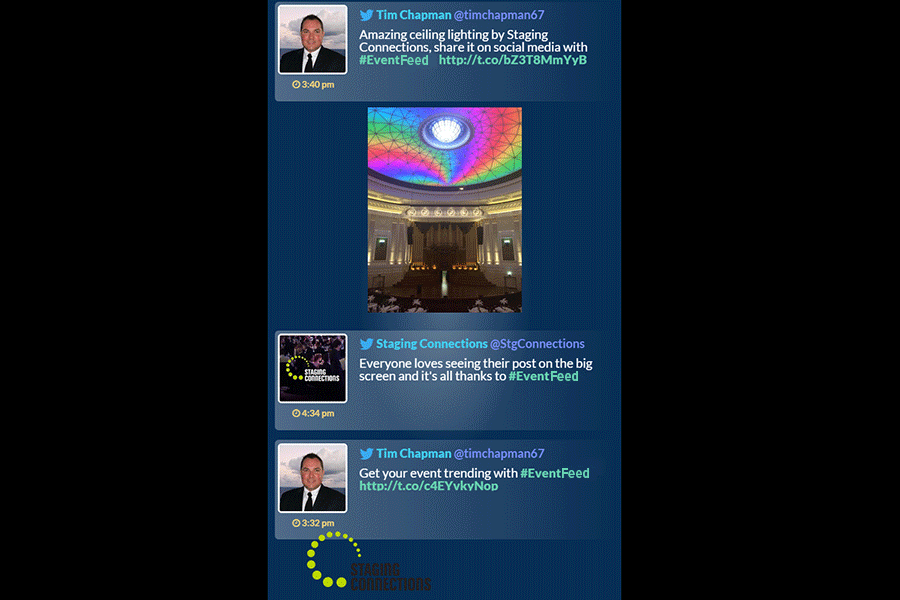 Tim Chapman @timchapman67
Amazing ceiling lighting by Staging
Connections, share it on social media with
#EventFeed http://t.co/bZ3T8MmYyB
3:40 pm
Staging Connections @StgConnections
Everyone loves seeing their post on the big
screen and it's all thanks to #EventFeed
STAGING
CONNECTIONS
4:34 pm
Tim Chapman @timchapman67
Get your event trending with #EventFeed
http://t.co/c4EYvkyNop
3:32 pm
STAGING
CONNECTIONS